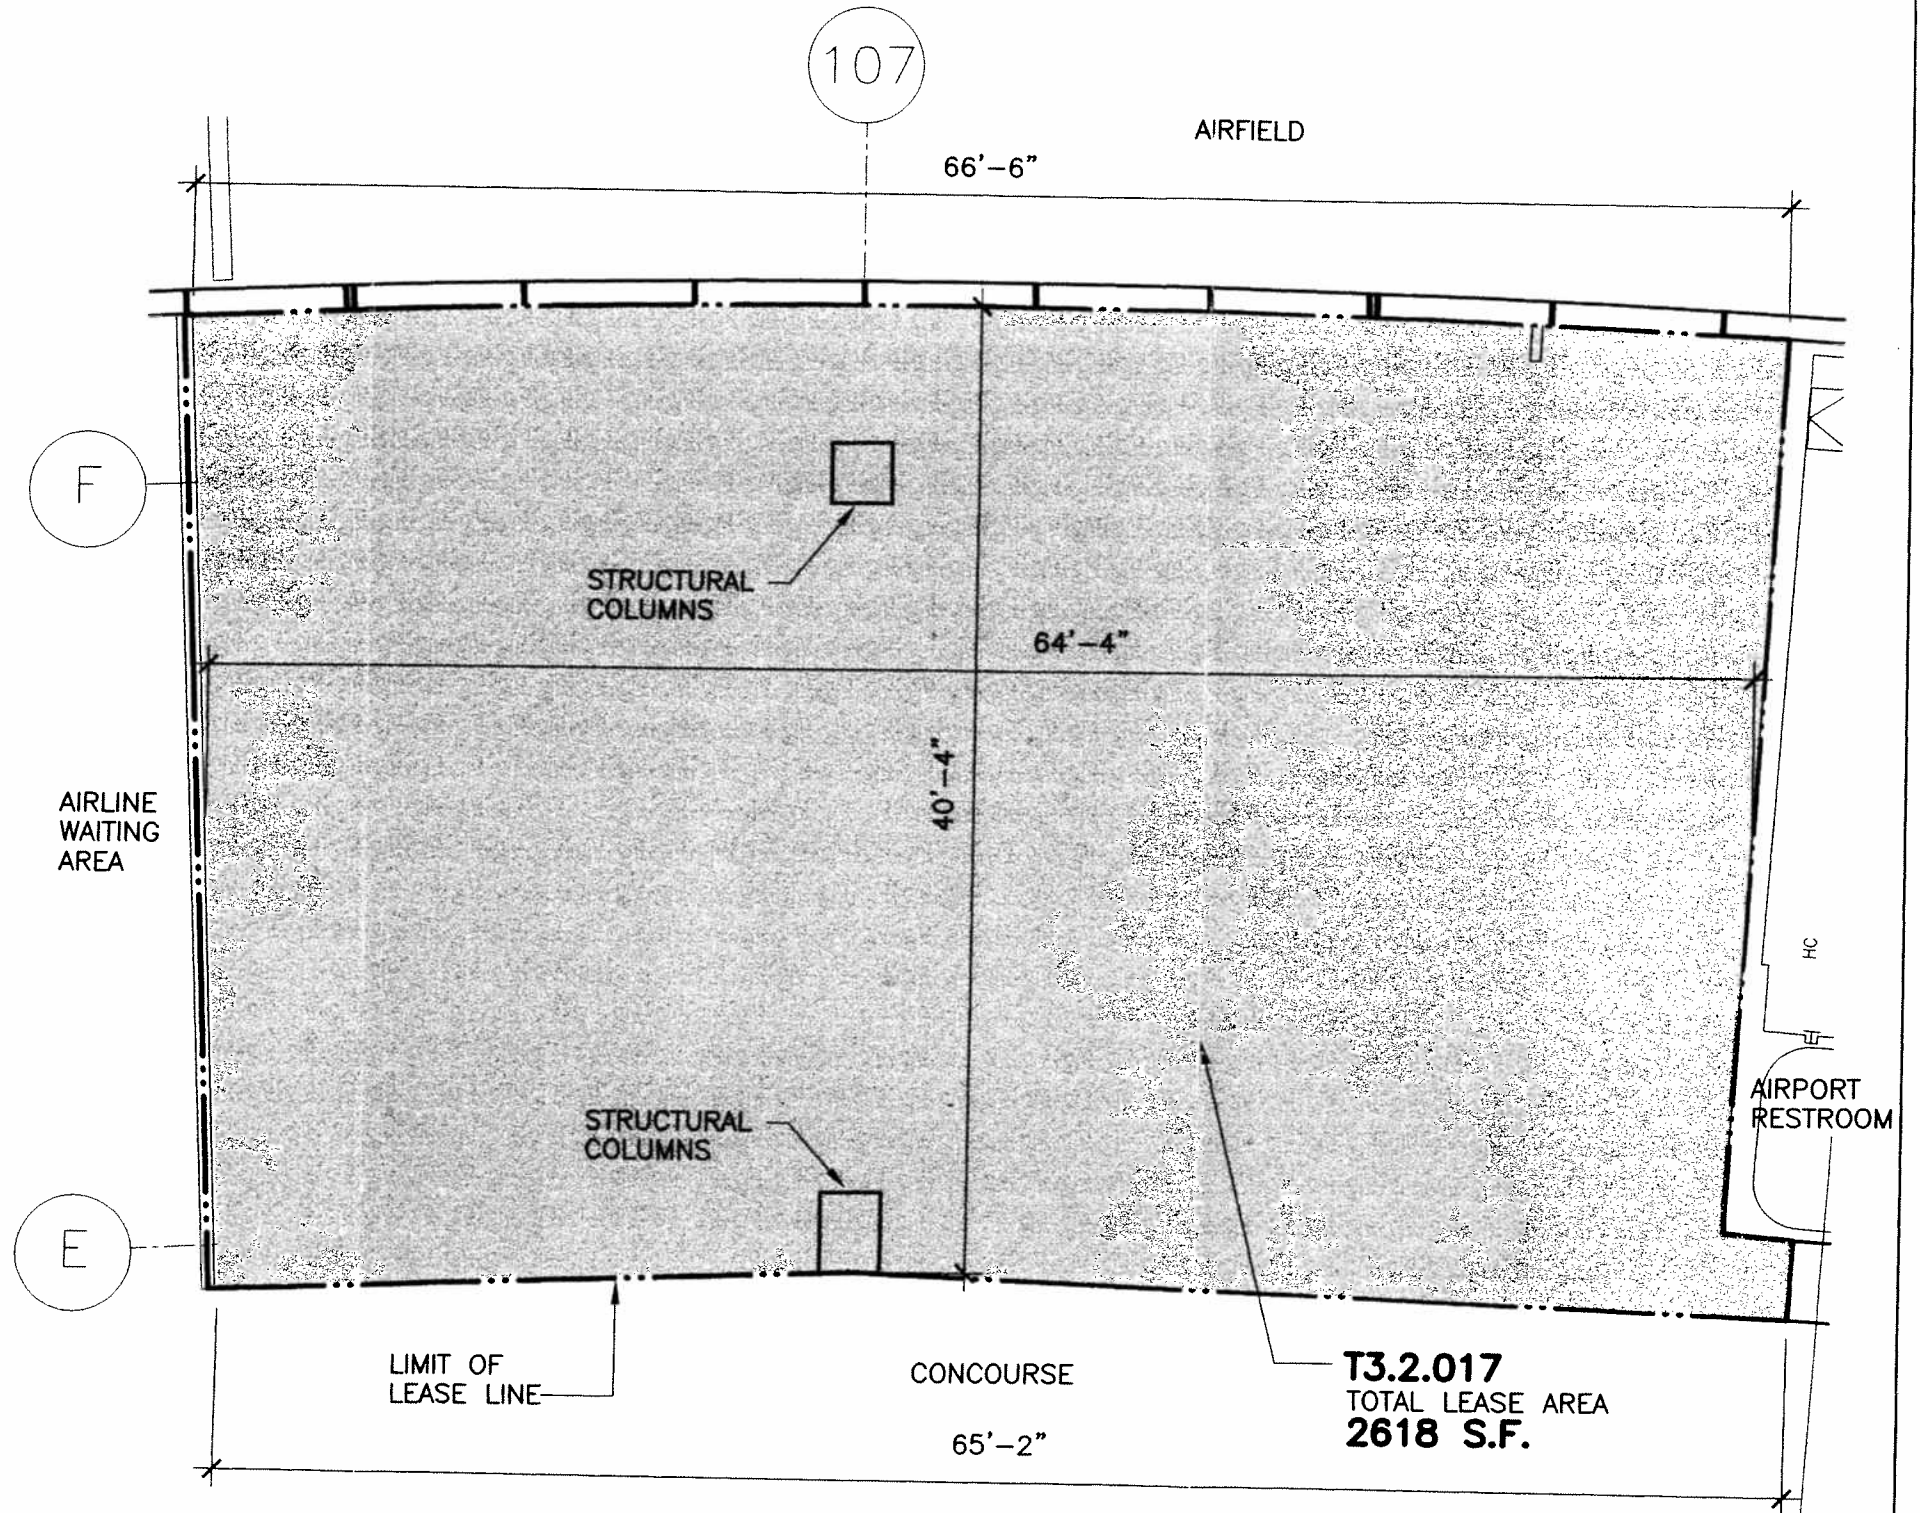 107
AIRFIELD
66'-6"
F
STRUCTURAL
COLUMNS
64'-4"
40'-4"
AIRLINE
WAITING
AREA
HC
AIRPORT
RESTROOM
STRUCTURAL
COLUMNS
E
LIMIT OF
LEASE LINE
CONCOURSE
T3.2.017
TOTAL LEASE AREA
2618 S.F.
65'-2"